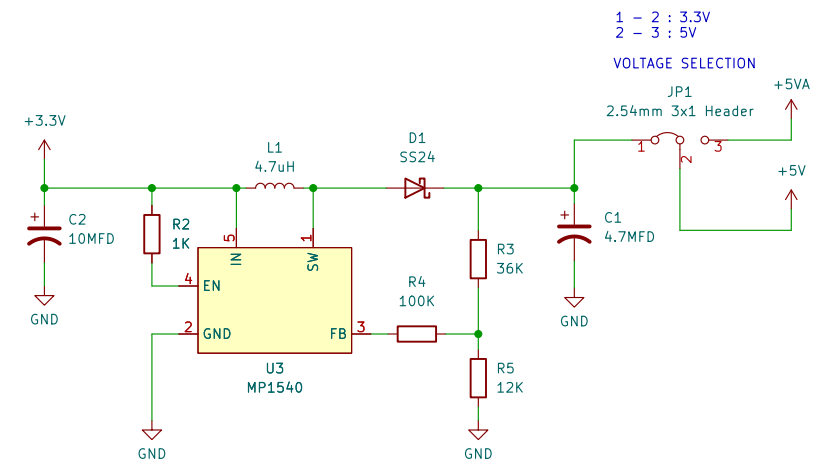 1 - 2 : 3.3V
2 - 3 : 5V
VOLTAGE SELECTION
JP1
2.54mm 3x1 Header
+5VA
1
2
3
+5V
+3.3V
L1
4.7uH
D1
SS24
C2
10MFD
R2
1K
5
IN
1
SW
4
EN
2
GND
3
FB
U3
MP1540
R4
100K
R3
36K
R5
12K
C1
4.7MFD
GND
GND
GND
GND
+
+